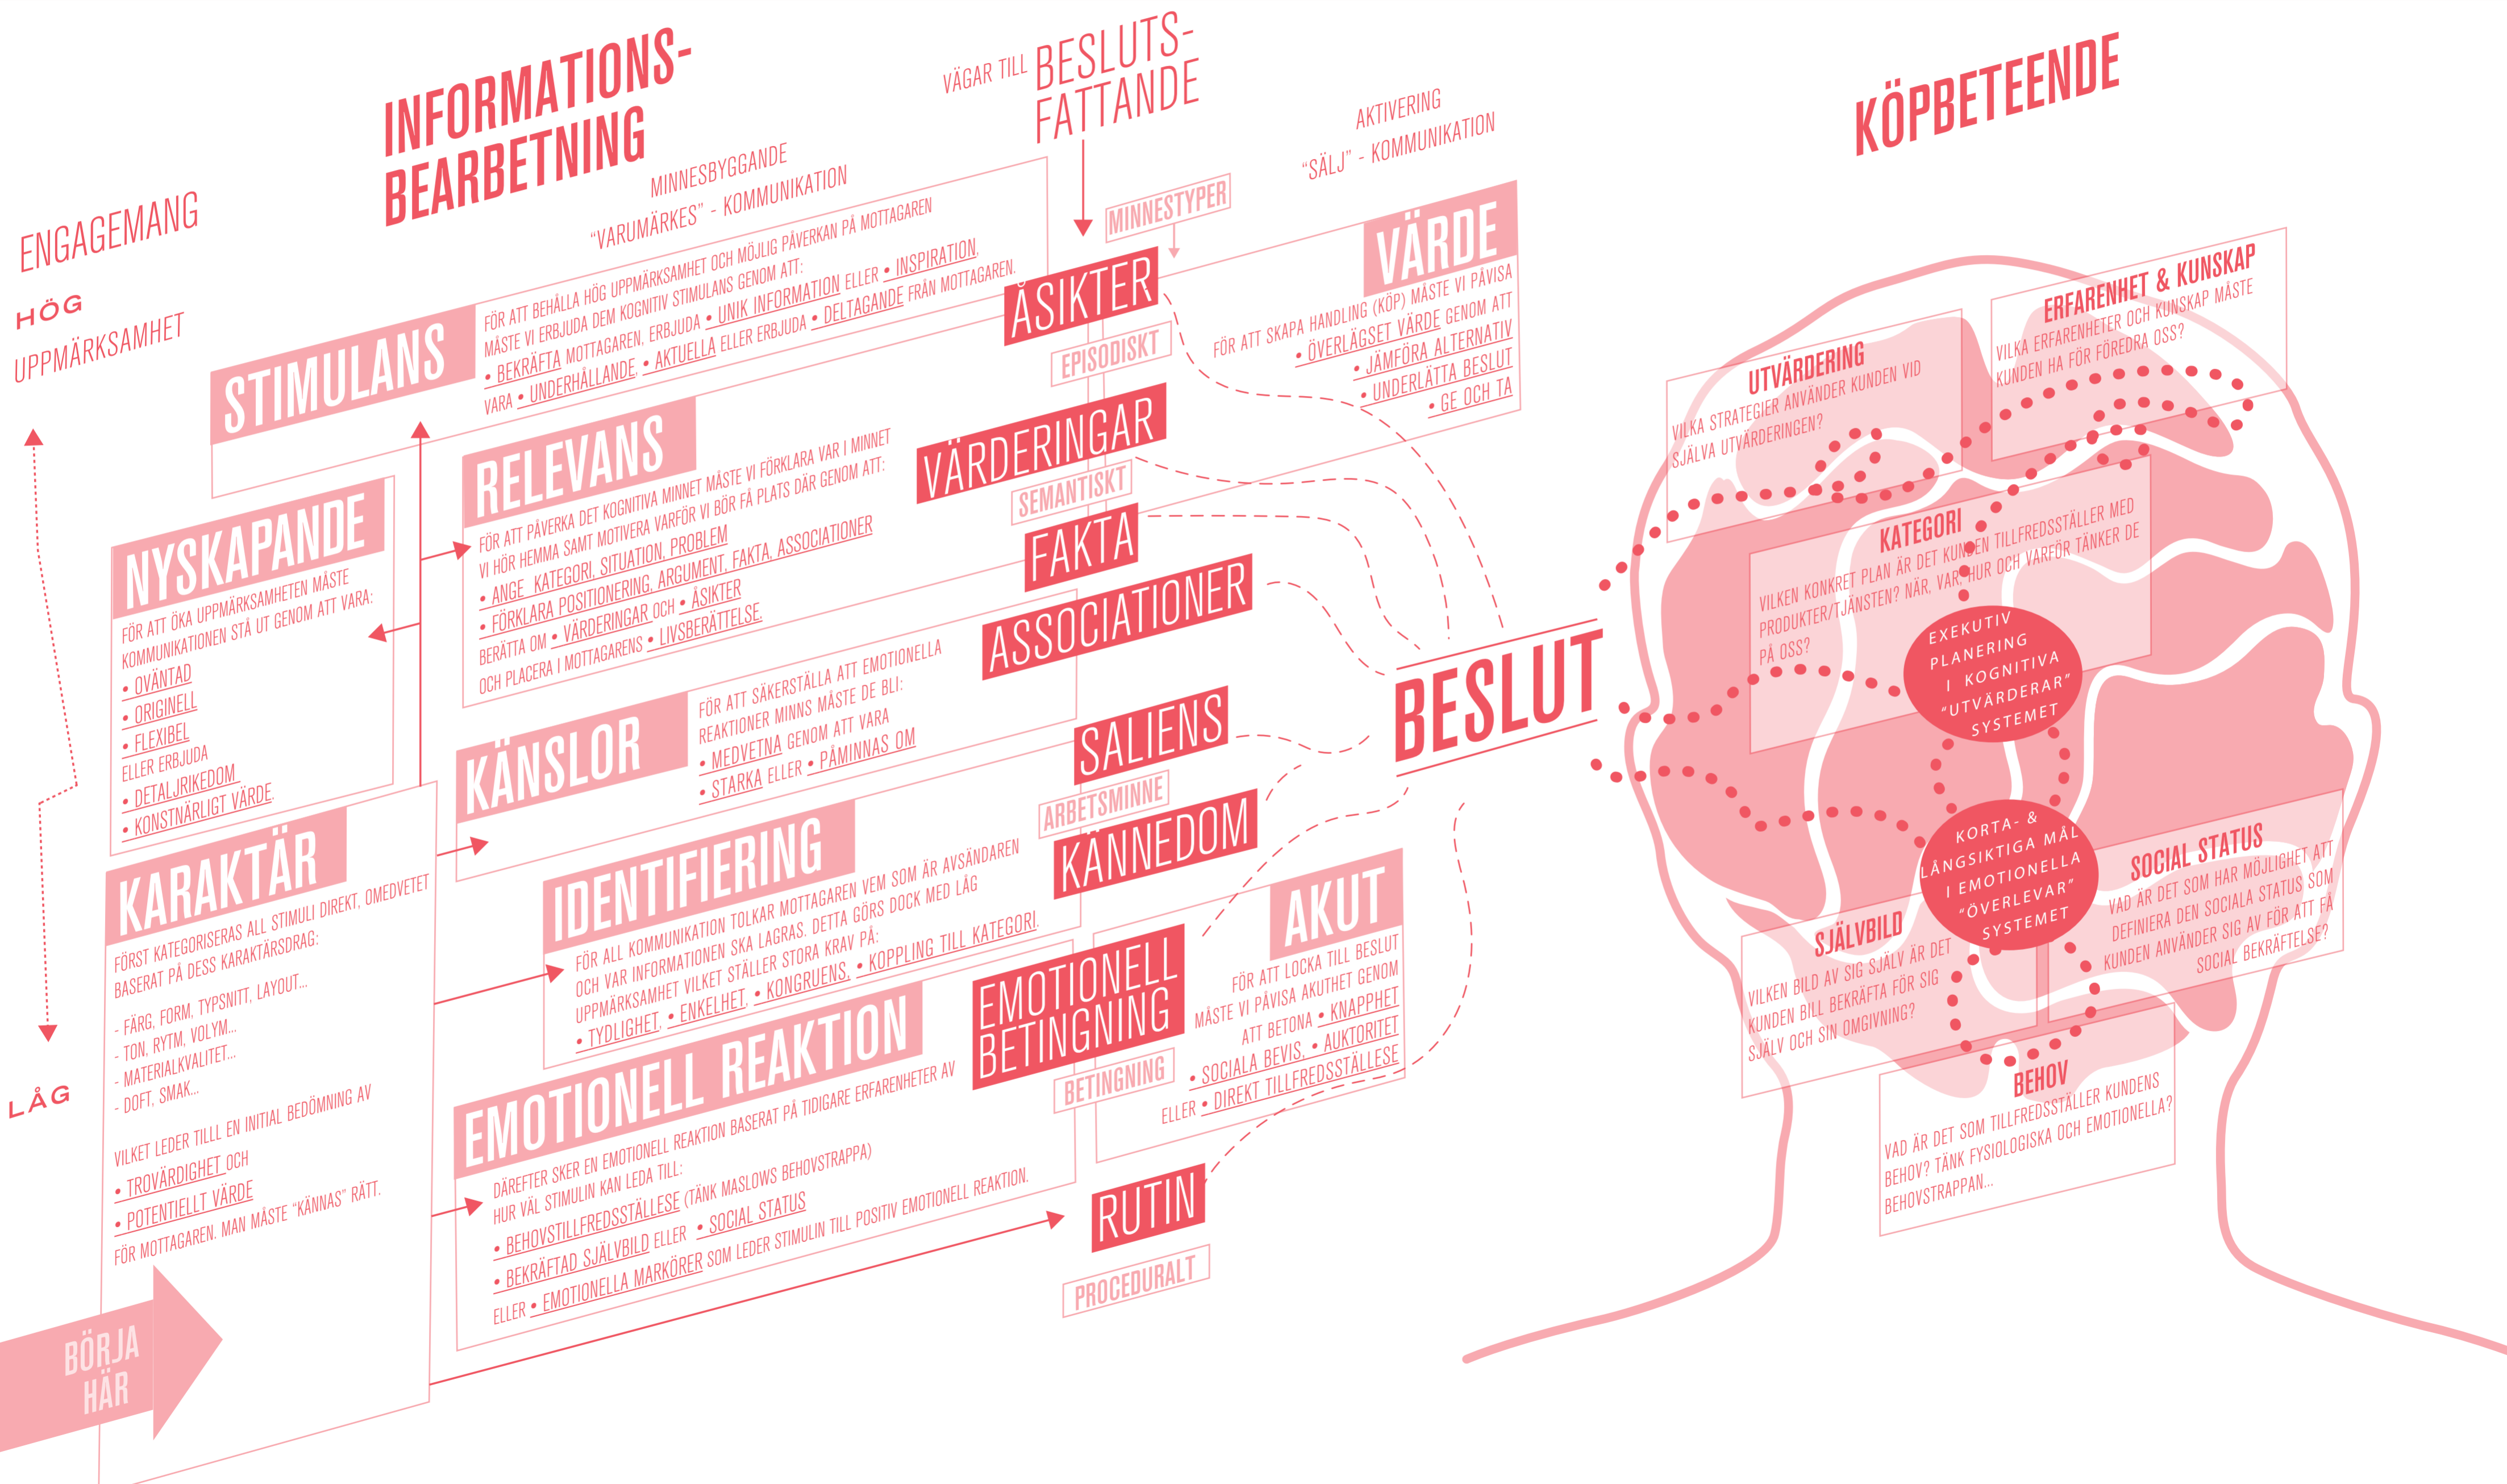 INFORMATIONS-
BEARBETNING
VÄGAR TILL BESLUTS-
FATTANDE
KÖPBETEENDE
ENGAGEMANG
HÖG
UPPMÄRKSAMHET
LÅG
MINNESBYGGANDE
“VARUMÄRKES” - KOMMUNIKATION
AKTIVERING
“SÄLJ” - KOMMUNIKATION
MINNESTYPER
STIMULANS
FÖR ATT BEHÅLLA HÖG UPPMÄRKSAMHET OCH MÖJLIG PÅVERKAN PÅ MOTTAGAREN
MÅSTE VI ERBJUDA DEM KOGNITIV STIMULANS GENOM ATT:
• BEKRÄFTA MOTTAGAREN, ERBJUDA • UNIK INFORMATION ELLER • INSPIRATION,
VARA • UNDERHÅLLANDE, • AKTUELLA ELLER ERBJUDA • DELTAGANDE FRÅN MOTTAGAREN.
RELEVANS
FÖR ATT PÅVERKA DET KOGNITIVA MINNET MÅSTE VI FÖRKLARA VAR I MINNET
VI HÖR HEMMA SAMT MOTIVERA VARFÖR VI BÖR FÅ PLATS DÄR GENOM ATT:
• ANGE KATEGORI, SITUATION, PROBLEM
• FÖRKLARA POSITIONERING, ARGUMENT, FAKTA, ASSOCIATIONER
BERÄTTA OM • VÄRDERINGAR OCH • ÅSIKTER
OCH PLACERA I MOTTAGARENS • LIVSBERÄTTELSE.
NYSKAPANDE
FÖR ATT ÖKA UPPMÄRKSAMHETEN MÅSTE
KOMMUNIKATIONEN STÅ UT GENOM ATT VARA:
• OVÄNTAD
• ORIGINELL
• FLEXIBEL
ELLER ERBJUDA
• DETALJRIKEDOM
• KONSTNÄRLIGT VÄRDE.
KÄNSLOR
FÖR ATT SÄKERSTÄLLA ATT EMOTIONELLA
REAKTIONER MINNS MÅSTE DE BLI:
• MEDVETNA GENOM ATT VARA
• STARKA ELLER • PÅMINNAS OM
KARAKTÄR
FÖRST KATEGORISERAS ALL STIMULI DIREKT, OMEDVETET
BASERAT PÅ DESS KARAKTÄRSDRAG:
- FÄRG, FORM, TYPSNITT, LAYOUT...
- TON, RYTM, VOLYM...
- MATERIALKVALITET...
- DOFT, SMAK...
VILKET LEDER TILLL EN INITIAL BEDÖMNING AV
• TROVÄRDIGHET OCH
• POTENTIELLT VÄRDE
FÖR MOTTAGAREN. MAN MÅSTE “KÄNNAS” RÄTT.
BÖRJA
HÄR
IDENTIFIERING
FÖR ALL KOMMUNIKATION TOLKAR MOTTAGAREN VEM SOM ÄR AVSÄNDAREN
OCH VAR INFORMATIONEN SKA LAGRAS. DETTA GÖRS DOCK MED LÅG
UPPMÄRKSAMHET VILKET STÄLLER STORA KRAV PÅ:
• TYDLIGHET, • ENKELHET, • KONGRUENS, • KOPPLING TILL KATEGORI.
EMOTIONELL REAKTION
DÄREFTER SKER EN EMOTIONELL REAKTION BASERAT PÅ TIDIGARE ERFARENHETER AV
HUR VÄL STIMULIN KAN LEDA TILL:
• BEHOVSTILLFREDSSTÄLLESE (TÄNK MASLOWS BEHOVSTRAPPA)
• BEKRÄFTAD SJÄLVBILD ELLER • SOCIAL STATUS
ELLER • EMOTIONELLA MARKÖRER SOM LEDER STIMULIN TILL POSITIV EMOTIONELL REAKTION.
ÅSIKTER
EPISODISKT
VÄRDERINGAR
SEMANTISKT
FAKTA
ASSOCIATIONER
SALIENS
ARBETSMINNE
KÄNNEDOM
EMOTIONELL
BETINGNING
BETINGNING
RUTIN
PROCEDURALT
VÄRDE
FÖR ATT SKAPA HANDLING (KÖP) MÅSTE VI PÅVISA
• ÖVERLÄGSET VÄRDE GENOM ATT
• JÄMFÖRA ALTERNATIV
• UNDERLÄTTA BESLUT
• GE OCH TA
AKUT
FÖR ATT LOCKA TILL BESLUT
MÅSTE VI PÅVISA AKUTHET GENOM
ATT BETONA • KNAPPHET
• SOCIALA BEVIS, • AUKTORITET
ELLER • DIREKT TILLFREDSSTÄLLESE
BESLUT
UTVÄRDERING
VILKA STRATEGIER ANVÄNDER KUNDEN VID
SJÄLVA UTVÄRDERINGEN?
ERFARENHET & KUNSKAP
VILKA ERFARENHETER OCH KUNSKAP MÅSTE
KUNDEN HA FÖR FÖREDRA OSS?
KATEGORI
VILKEN KONKRET PLAN ÄR DET KUNDEN TILLFREDSSTÄLLER MED
PRODUKTER/TJÄNSTEN? NÄR, VAR, HUR OCH VARFÖR TÄNKER DE
PÅ OSS?
EXEKUTIV
PLANERING
I KOGNITIVA
“UTVÄRDERAR”
SYSTEMET
KORTA- &
LÅNGSIKTIGA MÅL
I EMOTIONELLA
“ÖVERLEVAR”
SYSTEMET
SOCIAL STATUS
VAD ÄR DET SOM HAR MÖJLIGHET ATT
DEFINIERA DEN SOCIALA STATUS SOM
KUNDEN ANVÄNDER SIG AV FÖR ATT FÅ
SOCIAL BEKRÄFTELSE?
SJÄLVBILD
VILKEN BILD AV SIG SJÄLV ÄR DET
KUNDEN BILL BEKRÄFTA FÖR SIG
SJÄLV OCH SIN OMGIVNING?
BEHOV
VAD ÄR DET SOM TILLFREDSSTÄLLER KUNDENS
BEHOV? TÄNK FYSIOLOGISKA OCH EMOTIONELLA?
BEHOVSTRAPPAN...